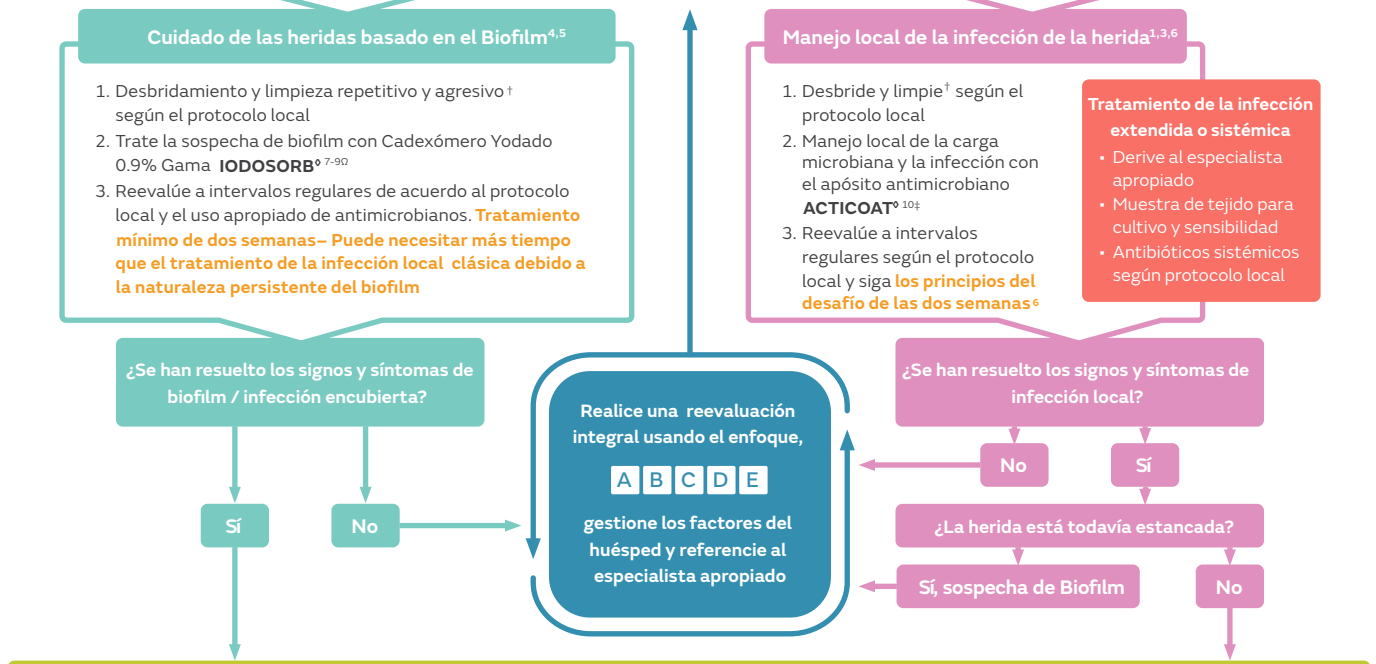 Cuidado de las heridas basado en el Biofilm⁴,⁵
1. Desbridamiento y limpieza repetitivo y agresivo †
según el protocolo local
2. Trate la sospecha de biofilm con Cadexómero Yodado
0.9% Gama IODOSORB◊ 7-9Ω
3. Reevalúe a intervalos regulares de acuerdo al protocolo
local y el uso apropiado de antimicrobianos. Tratamiento
mínimo de dos semanas– Puede necesitar más tiempo
que el tratamiento de la infección local clásica debido a
la naturaleza persistente del biofilm
¿Se han resuelto los signos y síntomas de
biofilm / infección encubierta?
Sí
No
Realice una reevaluación
integral usando el enfoque,
A B C D E
gestione los factores del
huésped y referencie al
especialista apropiado
Manejo local de la infección de la herida¹,³,⁶
1. Desbride y limpie† según el
protocolo local
2. Manejo local de la carga
microbiana y la infección con
el apósito antimicrobiano
ACTICOAT◊ 10‡
3. Reevalúe a intervalos
regulares según el protocolo
local y siga los principios del
desafío de las dos semanas⁶
Tratamiento de la infección
extendida o sistémica
• Derive al especialista
apropiado
• Muestra de tejido para
cultivo y sensibilidad
• Antibióticos sistémicos
según protocolo local
¿Se han resuelto los signos y síntomas de
infección local?
No
Sí
¿La herida está todavía estancada?
Sí, sospecha de Biofilm
No